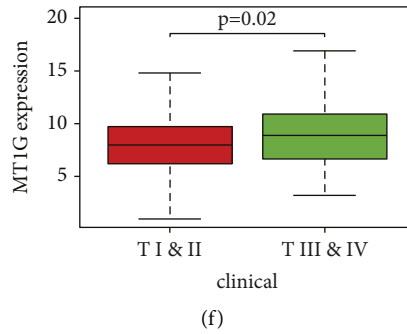 p=0.02
20
15
10
5
MT1G expression
T I & II
T III & IV
clinical
(f)